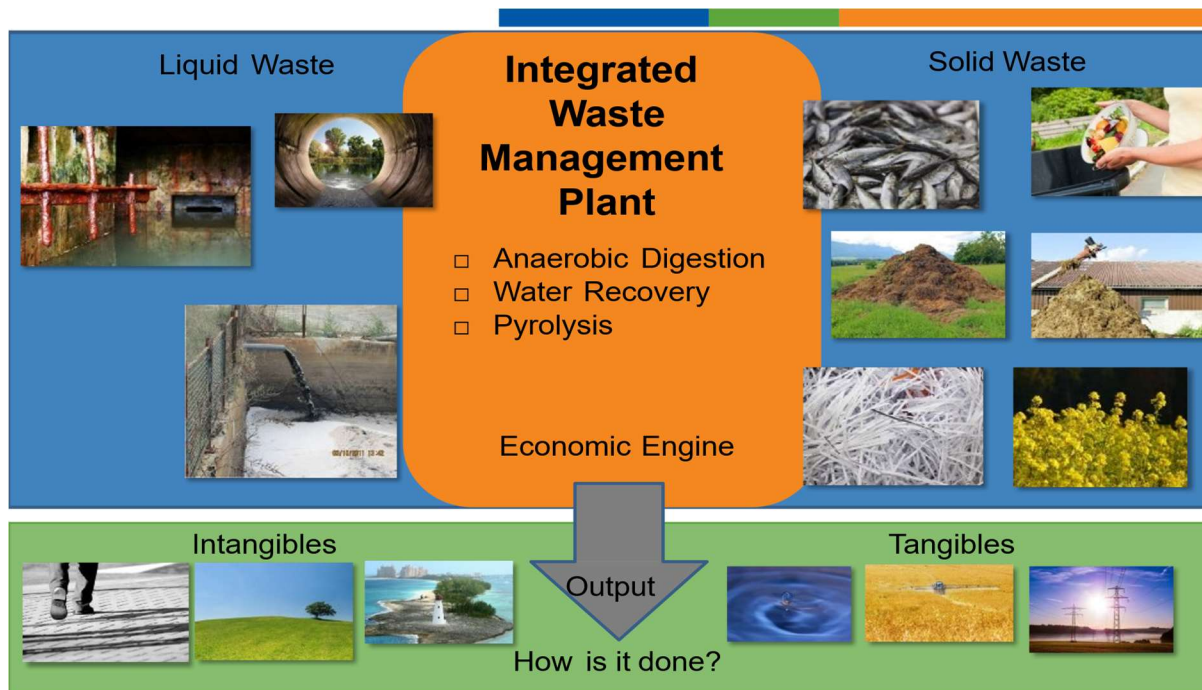 Liquid Waste
Integrated
Waste
Management
Plant
□ Anaerobic Digestion
□ Water Recovery
□ Pyrolysis
Economic Engine
Solid Waste
Intangibles
Output
Tangibles
How is it done?